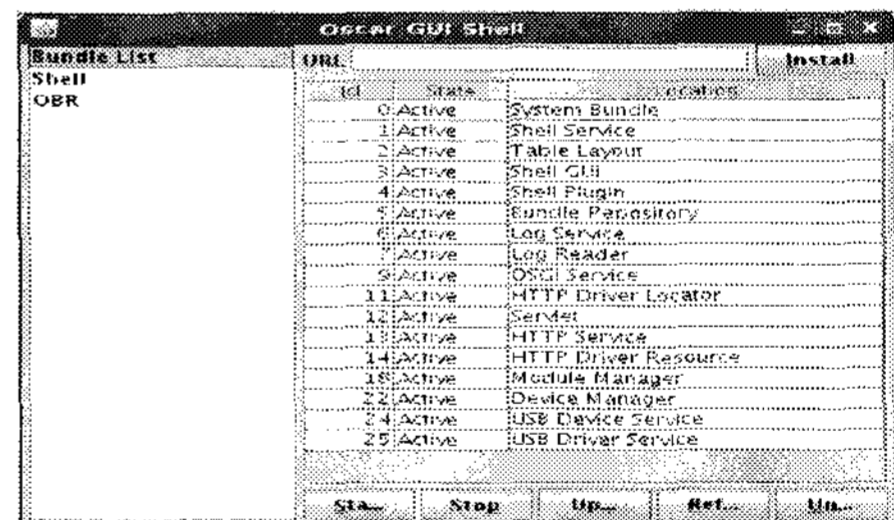 Oscar GUI Shell
Bundle List
Shell
OBR
URL Install
Id State Location
0 Active System Bundle
1 Active Shell Service
2 Active Table Layout
3 Active Shell GUI
4 Active Shell Plugin
5 Active Bundle Repository
6 Active Log Service
7 Active Log Reader
9 Active OSGi Service
11 Active HTTP Driver Locator
12 Active Servlet
13 Active HTTP Service
14 Active HTTP Driver Resource
18 Active Module Manager
22 Active Device Manager
24 Active USB Device Service
25 Active USB Driver Service
Sta... Stop Up... Ref... Un...